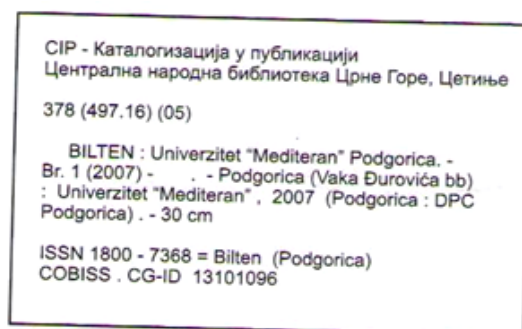 CIP - Каталогизација у публикацији
Централна народна библиотека Црне Горе, Цетиње
378 (497.16) (05)
BILTEN : Univerzitet "Mediteran" Podgorica. -
Br. 1 (2007) - . - Podgorica (Vaka Đurovića bb)
: Univerzitet "Mediteran" , 2007 (Podgorica : DPC
Podgorica) . - 30 cm
ISSN 1800 - 7368 = Bilten (Podgorica)
COBISS . CG-ID 13101096